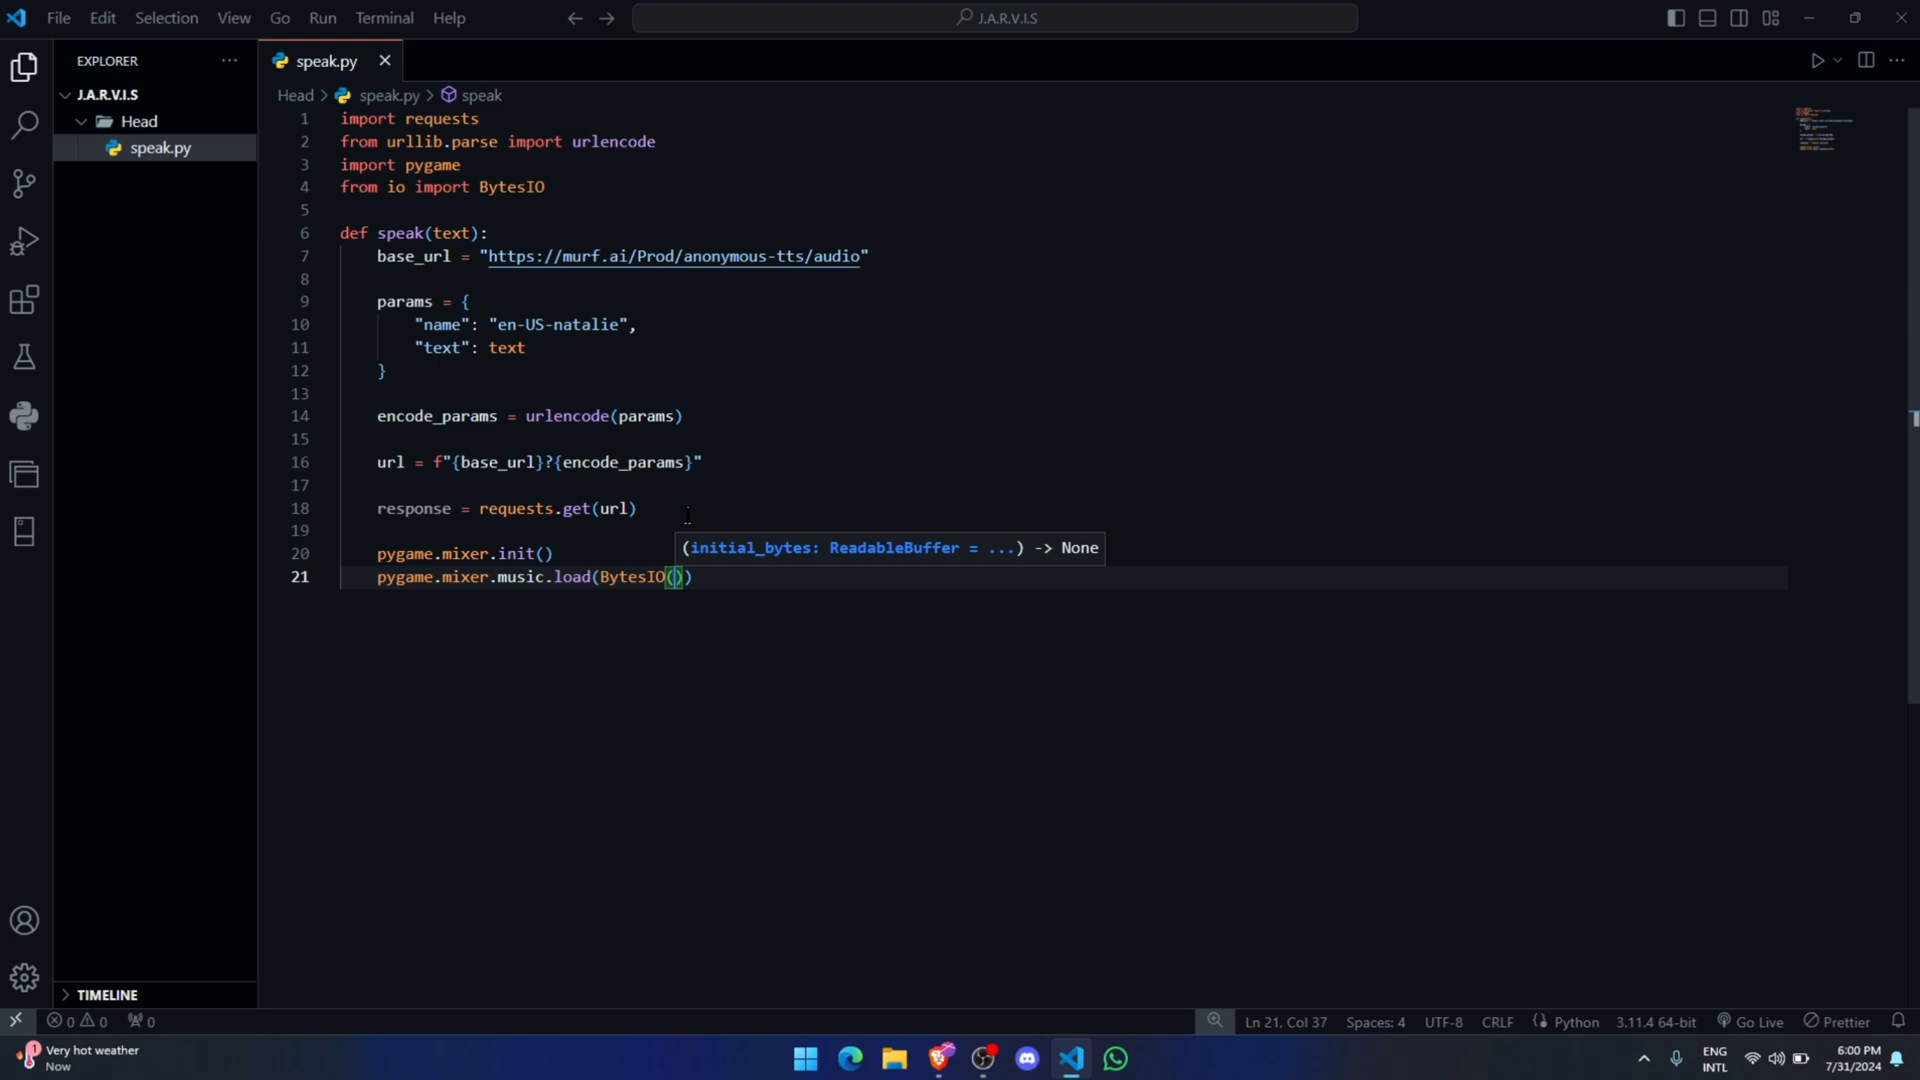 File Edit Selection View Go Run Terminal Help
J.A.R.V.I.S
EXPLORER
J.A.R.V.I.S
Head
speak.py
TIMELINE
speak.py
Head > speak.py > speak
1 import requests
2 from urllib.parse import urlencode
3 import pygame
4 from io import BytesIO
5
6 def speak(text):
7 base_url = "https://murf.ai/Prod/anonymous-tts/audio"
8
9 params = {
10 "name": "en-US-natalie",
11 "text": text
12 }
13
14 encode_params = urlencode(params)
15
16 url = f"{base_url}?{encode_params}"
17
18 response = requests.get(url)
19
20 pygame.mixer.init()
(initial_bytes: ReadableBuffer = ...) -> None
21 pygame.mixer.music.load(BytesIO())
0 0 0 Ln 21, Col 37 Spaces: 4 UTF-8 CRLF Python 3.11.4 64-bit Go Live Prettier
1 Very hot weather
Now
ENG
INTL
6:00 PM
7/31/2024